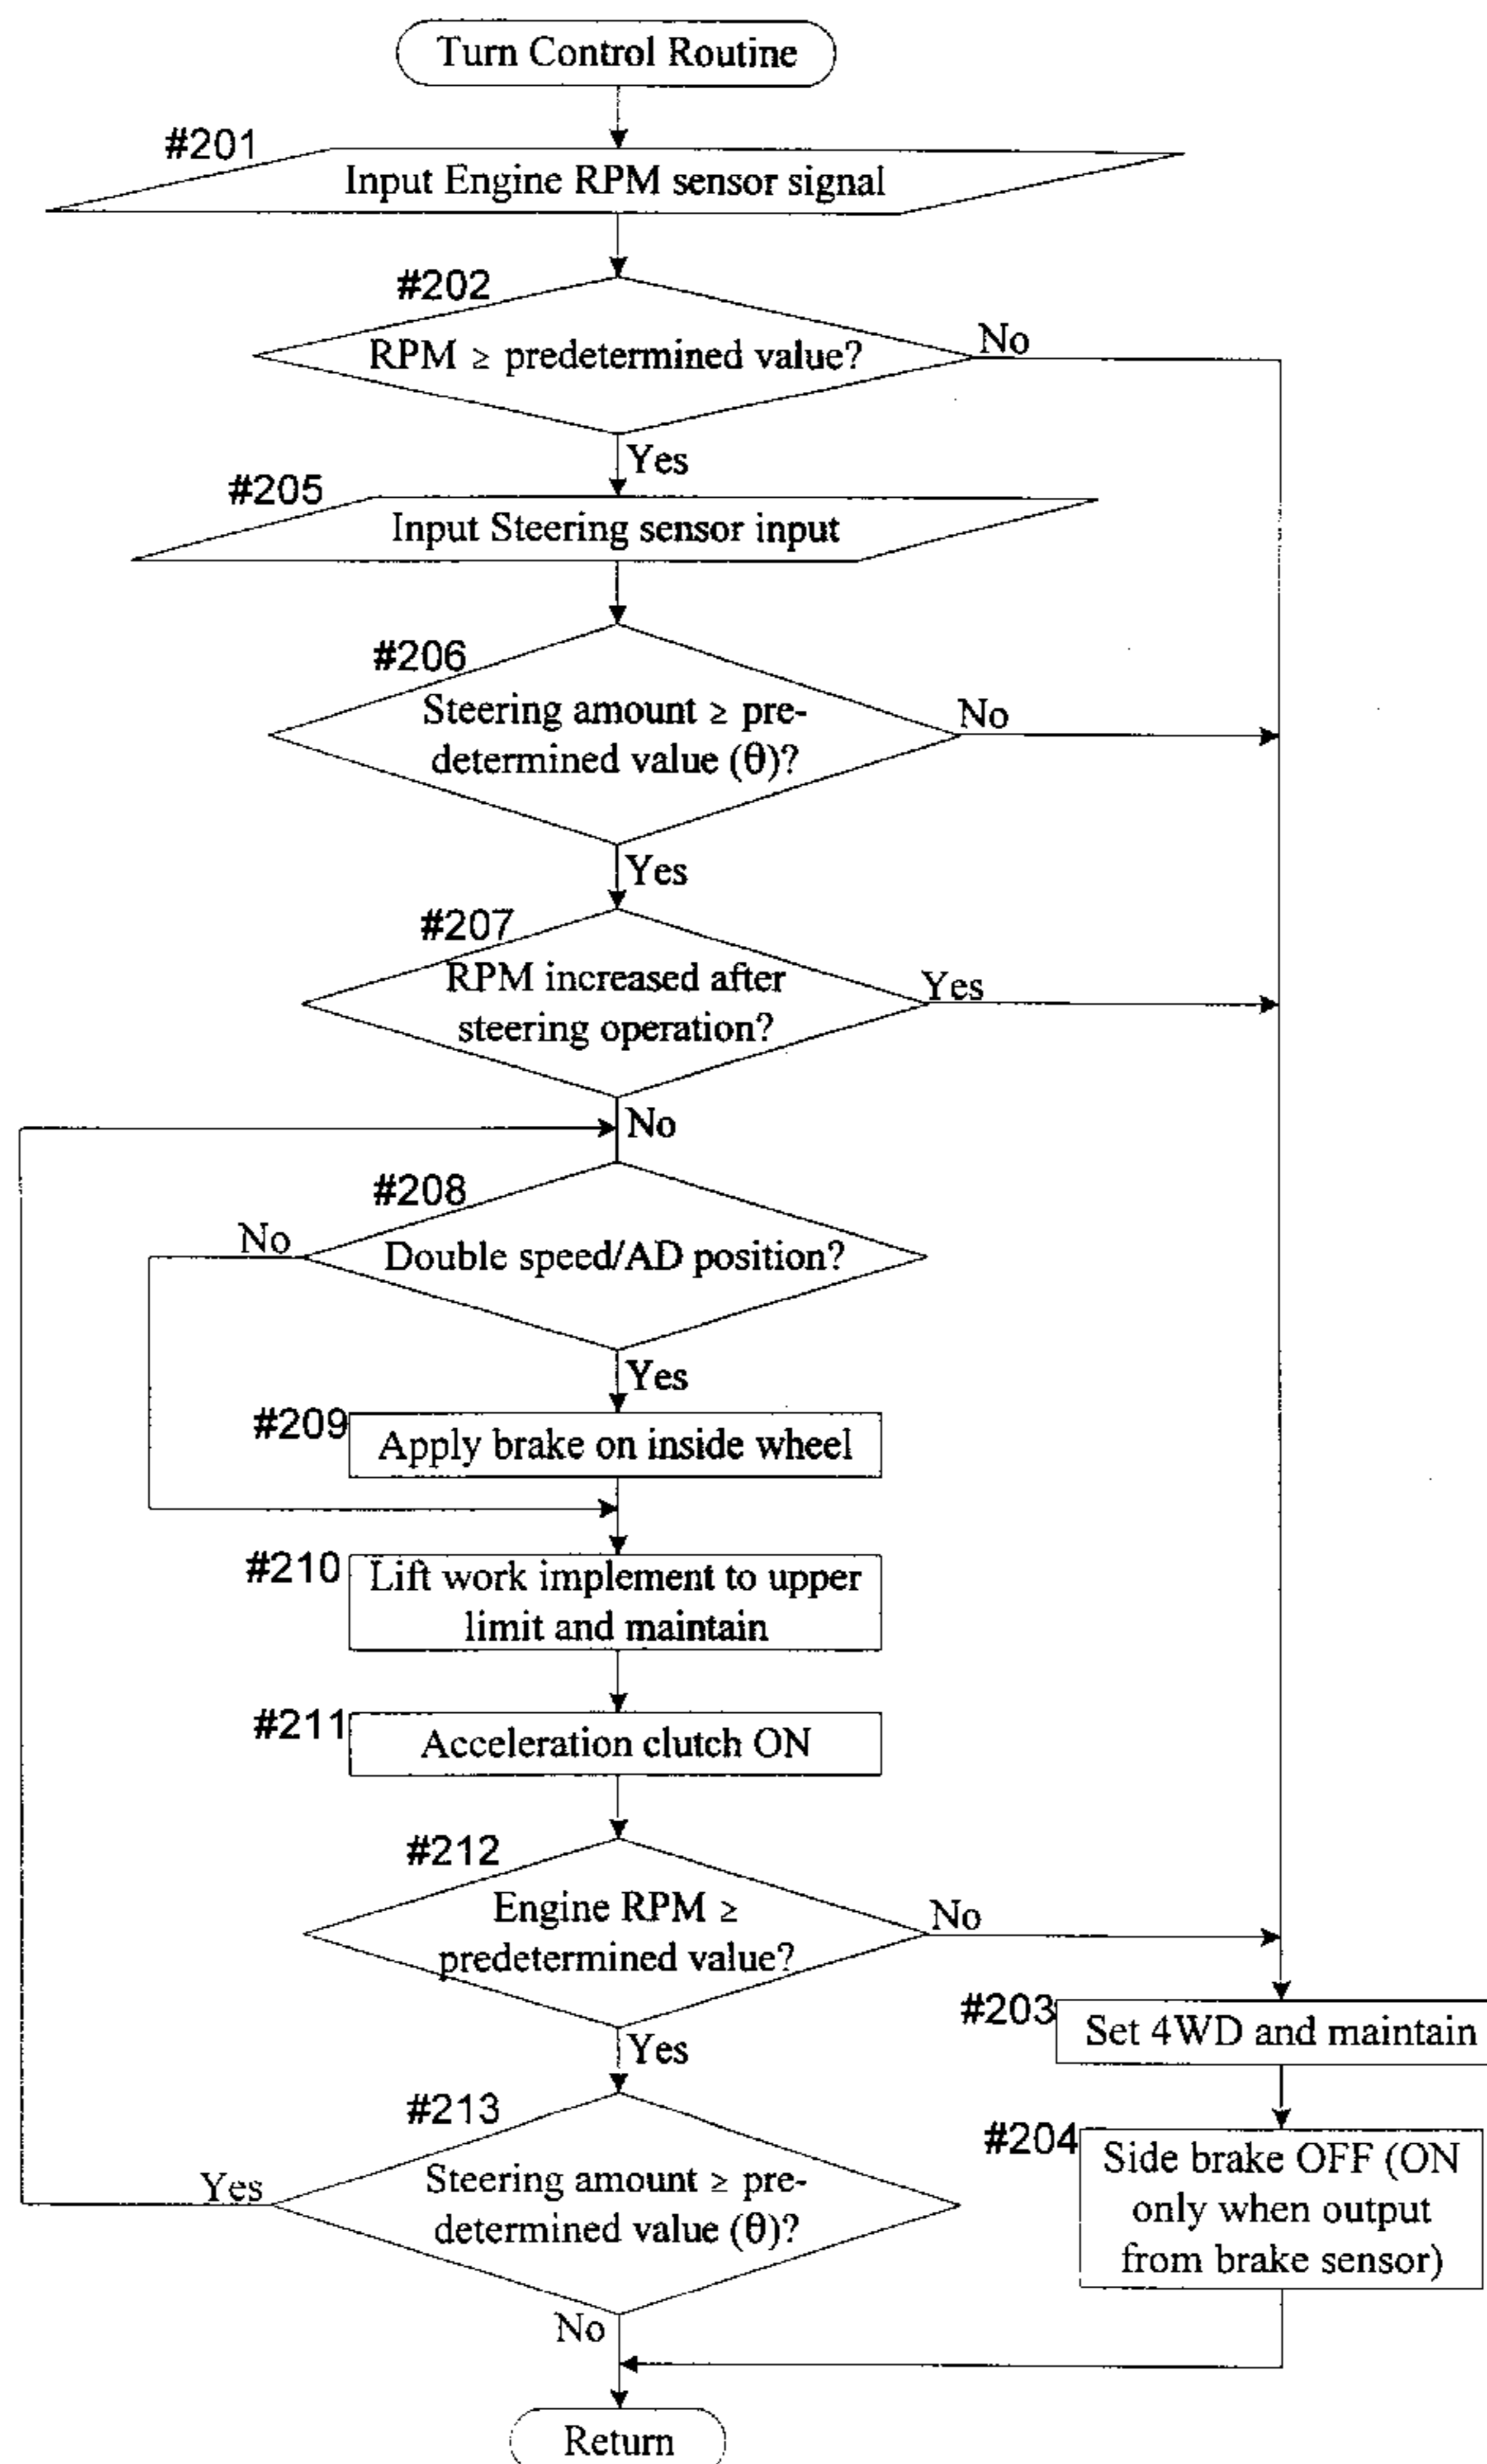 Turn Control Routine
#201
Input Engine RPM sensor signal
#202
RPM ≥ predetermined value?
No
Yes
#205
Input Steering sensor input
#206
Steering amount ≥ pre-
determined value (θ)?
No
Yes
#207
RPM increased after
steering operation?
Yes
No
#208
No
Double speed/AD position?
Yes
#209
Apply brake on inside wheel
#210
Lift work implement to upper
limit and maintain
#211
Acceleration clutch ON
#212
Engine RPM ≥
predetermined value?
No
Yes
#203
Set 4WD and maintain
#213
Steering amount ≥ pre-
determined value (θ)?
Yes
No
#204
Side brake OFF (ON
only when output
from brake sensor)
Return